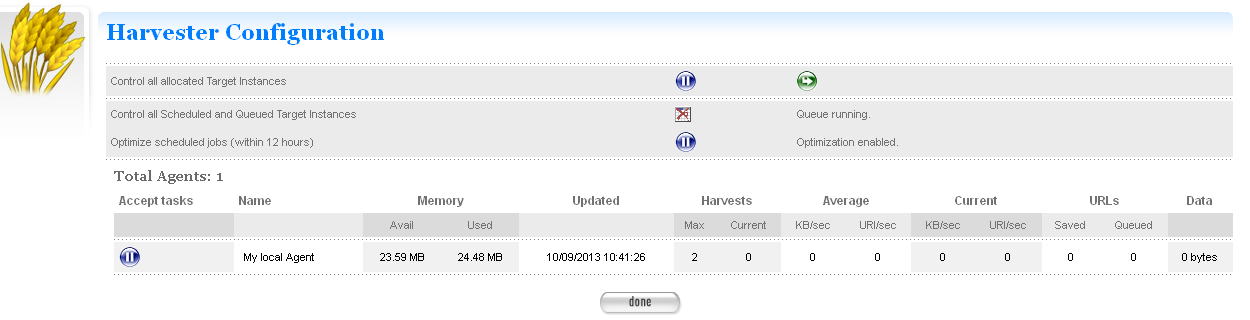 Harvester Configuration
Control all allocated Target Instances
Control all Scheduled and Queued Target Instances Queue running.
Optimize scheduled jobs (within 12 hours) Optimization enabled.
Total Agents: 1
Accept tasks Name Memory Updated Harvests Average Current URLs Data
Avail Used Max Current KB/sec URI/sec KB/sec URI/sec Saved Queued
My local Agent 23.59 MB 24.48 MB 10/09/2013 10:41:26 2 0 0 0 0 0 0 0 0 bytes
done